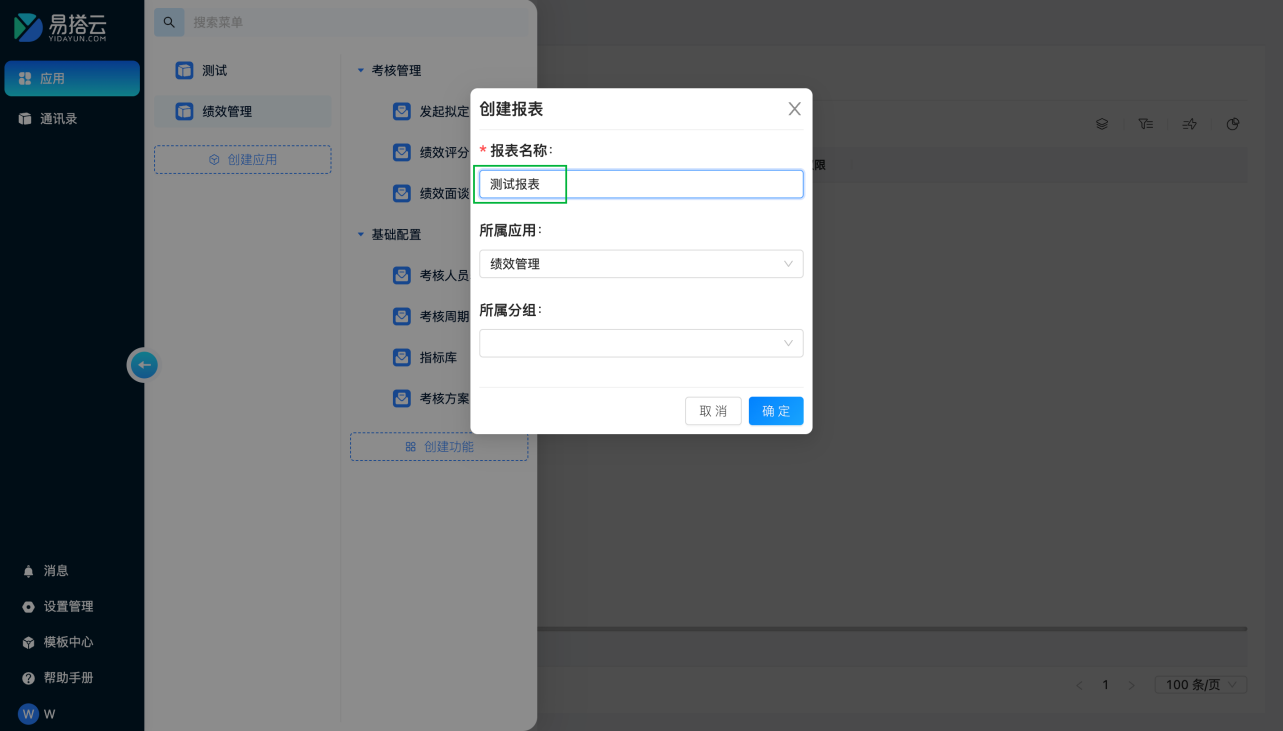 易搭云
YIDAYUN.COM
应用
通讯录
消息
设置管理
模板中心
帮助手册
W
W
搜索菜单
测试
绩效管理
创建应用
考核管理
发起拟定
绩效评分
绩效面谈
基础配置
考核人员
考核周期
指标库
考核方案
创建功能
创建报表
* 报表名称:
测试报表
所属应用:
绩效管理
所属分组:
取 消
确 定
限
1
100 条/页